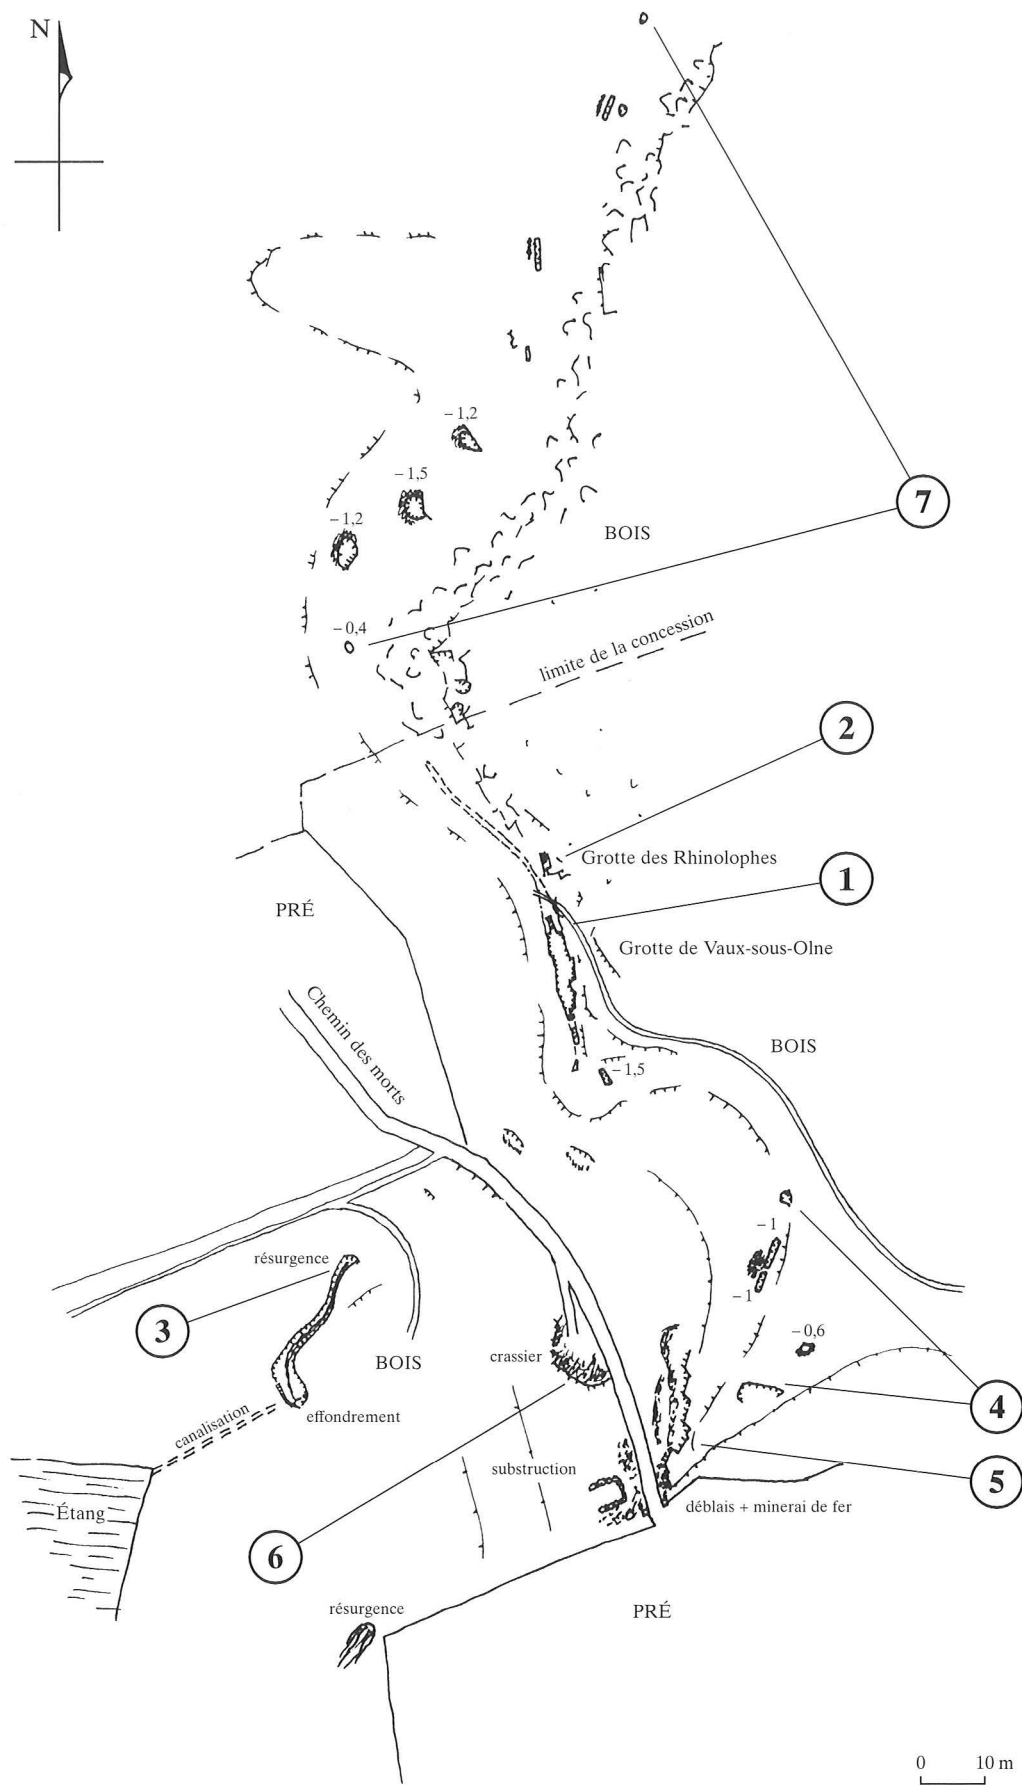 N
– 1,2
– 1,5
– 1,2
7
BOIS
– 0,4
limite de la concession
2
Grotte des Rhinolophes
1
PRÉ
Grotte de Vaux-sous-Olne
Chemin des morts
BOIS
– 1,5
– 1
résurgence
– 1
3
– 0,6
crassier
BOIS
4
effondrement
canalisation
substruction
5
Étang
déblais + minerai de fer
6
résurgence
PRÉ
0 10 m